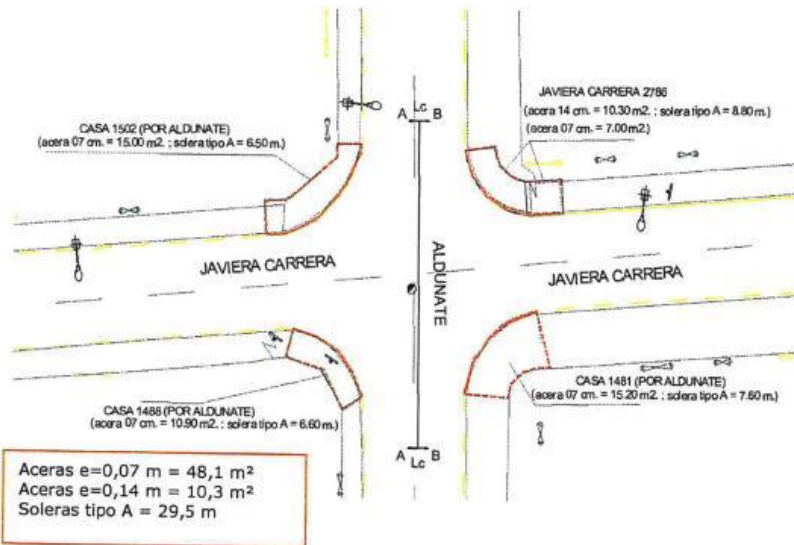 A Lc B
JAVIERA CARRERA 2786
(acera 14 cm. = 10.30 m2. ; solera tipo A = 8.80 m.)
(acera 07 cm. = 7.00 m2.)
CASA 1502 (POR ALDUNATE)
(acera 07 cm. = 15.00 m2. ; solera tipo A = 6.50 m.)
JAVIERA CARRERA
ALDUNATE
JAVIERA CARRERA
CASA 1488 (POR ALDUNATE)
(acera 07 cm. = 10.90 m2. ; solera tipo A = 6.60 m.)
CASA 1481 (POR ALDUNATE)
(acera 07 cm. = 15.20 m2. ; solera tipo A = 7.60 m.)
A Lc B
Aceras e=0,07 m = 48,1 m²
Aceras e=0,14 m = 10,3 m²
Soleras tipo A = 29,5 m